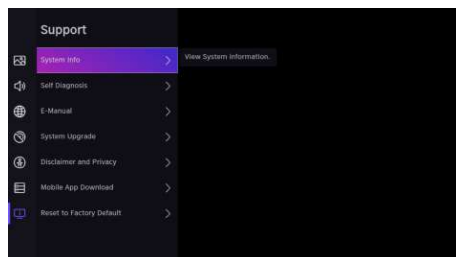 Support
System Info
View System information.
Self Diagnosis
E-Manual
System Upgrade
Disclaimer and Privacy
Mobile App Download
Reset to Factory Default